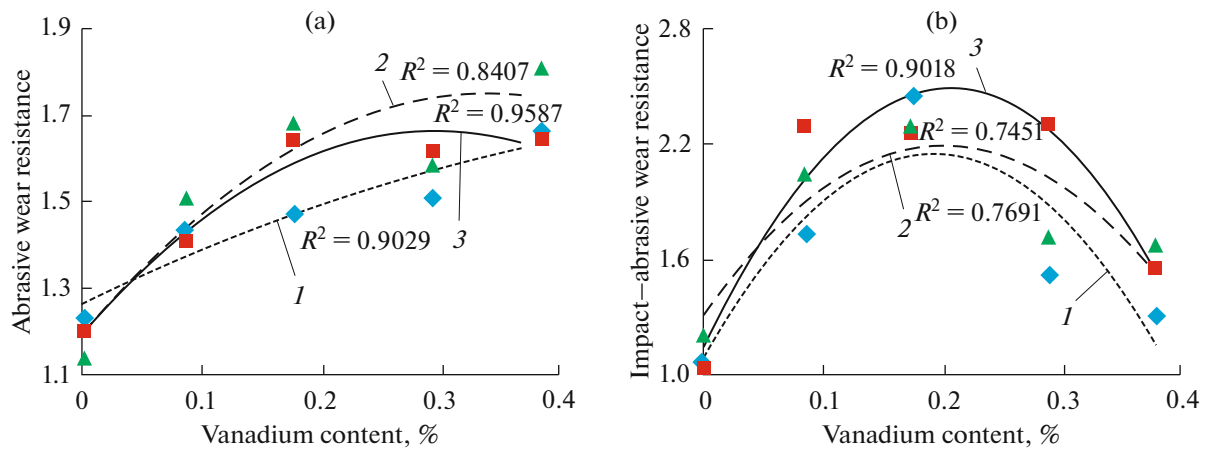 (a)
Abrasive wear resistance
1.9
1.7
1.5
1.3
1.1
2
R² = 0.8407
R² = 0.9587
R² = 0.9029
3
1
0 0.1 0.2 0.3 0.4
Vanadium content, %
(b)
Impact–abrasive wear resistance
2.8
2.2
1.6
1.0
3
R² = 0.9018
R² = 0.7451
R² = 0.7691
2
1
0 0.1 0.2 0.3 0.4
Vanadium content, %